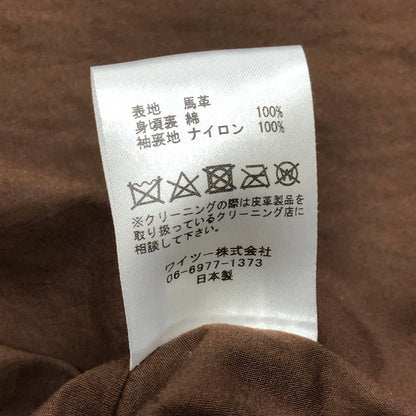 表地 馬革 100%
身頃裏 綿 100%
袖裏地 ナイロン 100%
※クリーニングの際は皮革製品を
取り扱っているクリーニング店に
相談して下さい。
ワイツー株式会社
06-6977-1373
日本製